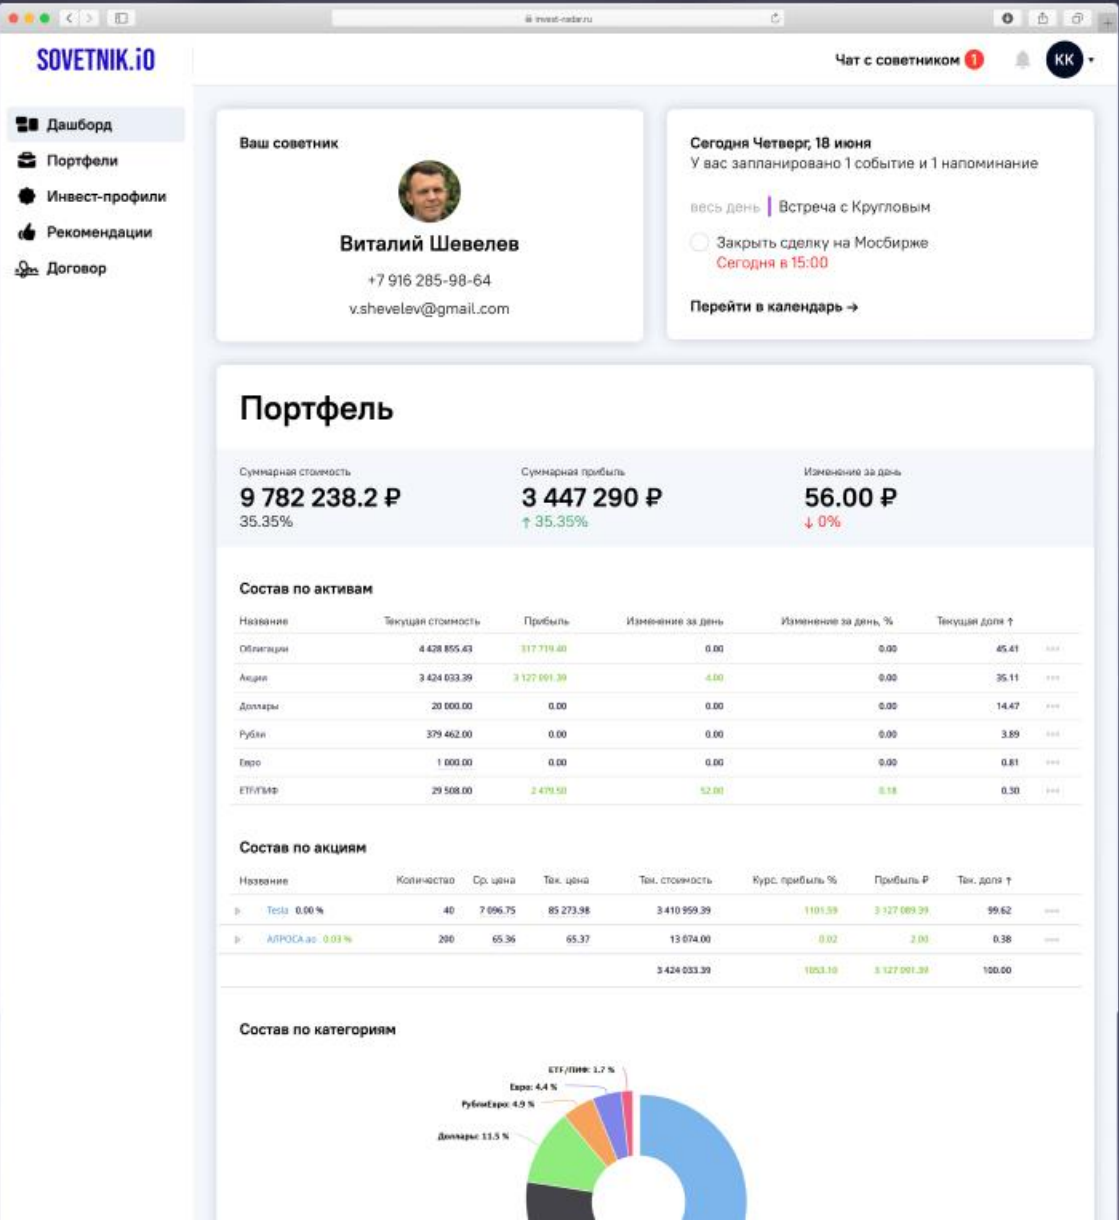 invest-radar.ru
SOVETNIK.iO
Чат с советником 1
КК
Дашборд
Портфели
Инвест-профили
Рекомендации
Договор
Ваш советник
Виталий Шевелев
+7 916 285-98-64
v.shevelev@gmail.com
Сегодня Четверг, 18 июня
У вас запланировано 1 событие и 1 напоминание
весь день Встреча с Кругловым
Закрыть сделку на Мосбирже
Сегодня в 15:00
Перейти в календарь →
Портфель
Суммарная стоимость Суммарная прибыль Изменение за день
9 782 238.2 ₽ 3 447 290 ₽ 56.00 ₽
35.35% ↑ 35.35% ↓ 0%
Состав по активам
Название Текущая стоимость Прибыль Изменение за день Изменение за день, % Текущая доля ↑
Облигации 4 428 855.43 317 719.40 0.00 0.00 45.41
Акции 3 424 033.39 3 127 091.39 4.00 0.00 35.11
Доллары 20 000.00 0.00 0.00 0.00 14.47
Рубли 379 462.00 0.00 0.00 0.00 3.89
Евро 1 000.00 0.00 0.00 0.00 0.81
ETF/ПИФ 29 508.00 2 479.50 52.00 0.18 0.30
Состав по акциям
Название Количество Ср. цена Тек. цена Тек. стоимость Курс. прибыль % Прибыль ₽ Тек. доля ↑
Tesla 0.00 % 40 7 096.75 85 273.98 3 410 959.39 1101.59 3 127 089.39 99.62
АЛРОСА ао 0.03 % 200 65.36 65.37 13 074.00 0.02 2.00 0.38
3 424 033.39 1053.10 3 127 091.39 100.00
Состав по категориям
ETF/ПИФ: 1.7 %
Евро: 4.4 %
РублиЕвро: 4.9 %
Доллары: 11.5 %